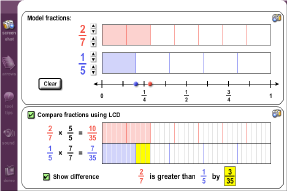 Model fractions:
2/7
1/5
Clear
0 1/4 1/2 3/4 1
Compare fractions using LCD
2/7 × 5/5 = 10/35
1/5 × 7/7 = 7/35
Show difference 2/7 is greater than 1/5 by 3/35